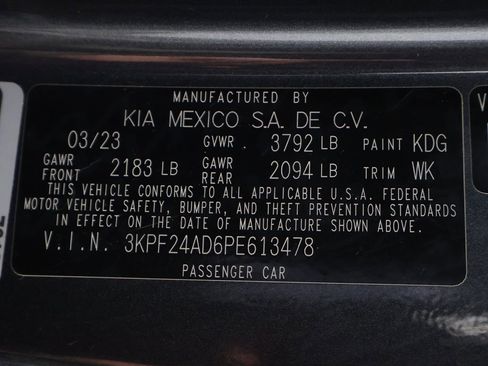 MANUFACTURED BY
KIA MEXICO S.A. DE C.V.
03/23 GVWR . 3792 LB PAINT KDG
GAWR FRONT 2183 LB GAWR REAR 2094 LB TRIM WK
THIS VEHICLE CONFORMS TO ALL APPLICABLE U.S.A. FEDERAL
MOTOR VEHICLE SAFETY, BUMPER, AND THEFT PREVENTION STANDARDS
IN EFFECT ON THE DATE OF MANUFACTURE SHOWN ABOVE.
V.I.N. 3KPF24AD6PE613478
PASSENGER CAR